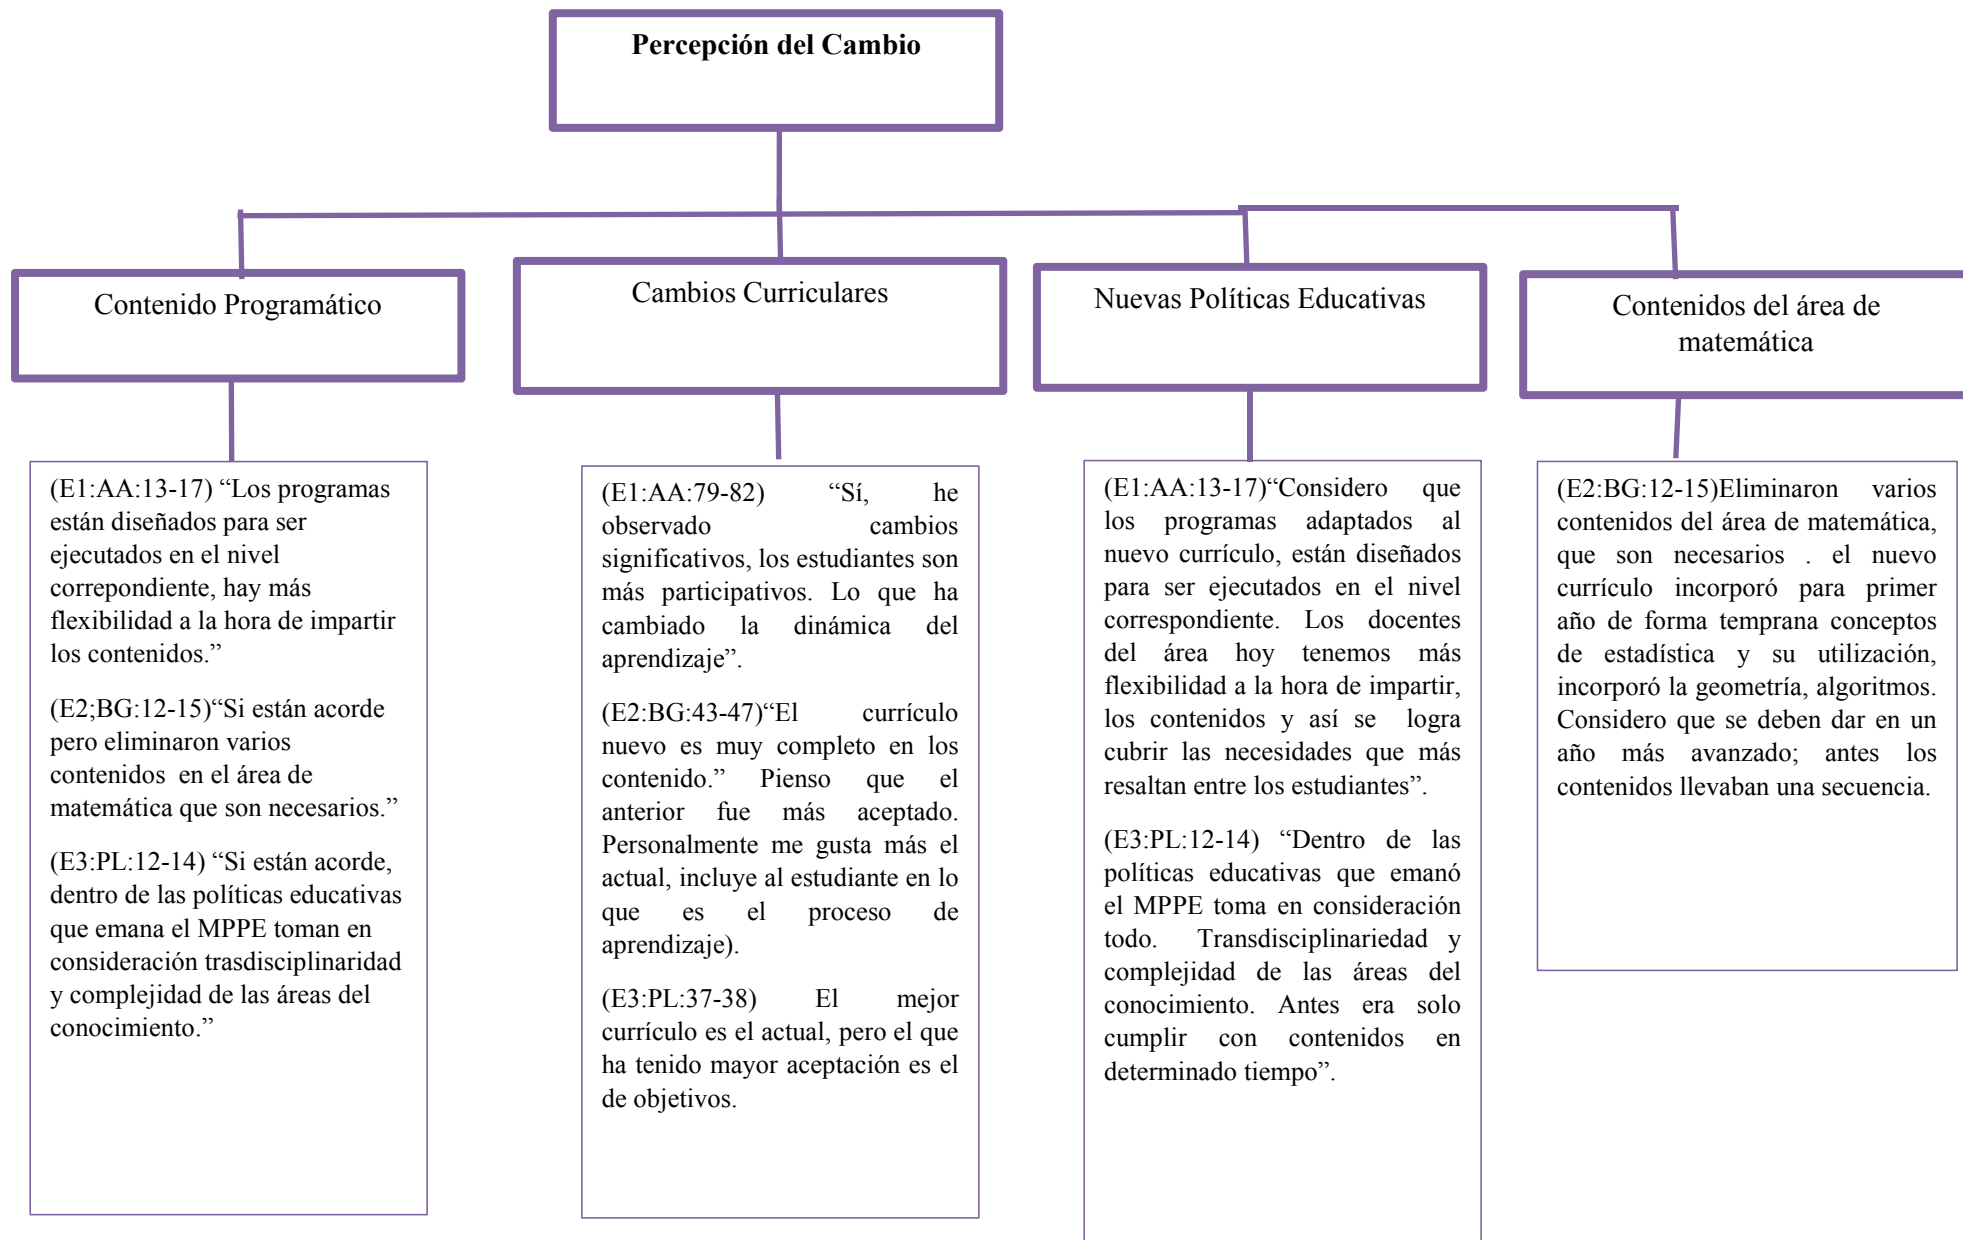 Percepción del Cambio
Contenido Programático
Cambios Curriculares
Nuevas Políticas Educativas
Contenidos del área de
matemática
(E1:AA:13-17) “Los programas
están diseñados para ser
ejecutados en el nivel
correpondiente, hay más
flexibilidad a la hora de impartir
los contenidos.”
(E2;BG:12-15)“Si están acorde
pero eliminaron varios
contenidos en el área de
matemática que son necesarios.”
(E3:PL:12-14) “Si están acorde,
dentro de las políticas educativas
que emana el MPPE toman en
consideración trasdisciplinaridad
y complejidad de las áreas del
conocimiento.”
(E1:AA:79-82) “Sí, he
observado cambios
significativos, los estudiantes son
más participativos. Lo que ha
cambiado la dinámica del
aprendizaje”.
(E2:BG:43-47)“El currículo
nuevo es muy completo en los
contenido.” Pienso que el
anterior fue más aceptado.
Personalmente me gusta más el
actual, incluye al estudiante en lo
que es el proceso de
aprendizaje).
(E3:PL:37-38) El mejor
currículo es el actual, pero el que
ha tenido mayor aceptación es el
de objetivos.
(E1:AA:13-17)“Considero que
los programas adaptados al
nuevo currículo, están diseñados
para ser ejecutados en el nivel
correspondiente. Los docentes
del área hoy tenemos más
flexibilidad a la hora de impartir,
los contenidos y así se logra
cubrir las necesidades que más
resaltan entre los estudiantes”.
(E3:PL:12-14) “Dentro de las
políticas educativas que emanó
el MPPE toma en consideración
todo. Transdisciplinariedad y
complejidad de las áreas del
conocimiento. Antes era solo
cumplir con contenidos en
determinado tiempo”.
(E2:BG:12-15)Eliminaron varios
contenidos del área de matemática,
que son necesarios . el nuevo
currículo incorporó para primer
año de forma temprana conceptos
de estadística y su utilización,
incorporó la geometría, algoritmos.
Considero que se deben dar en un
año más avanzado; antes los
contenidos llevaban una secuencia.